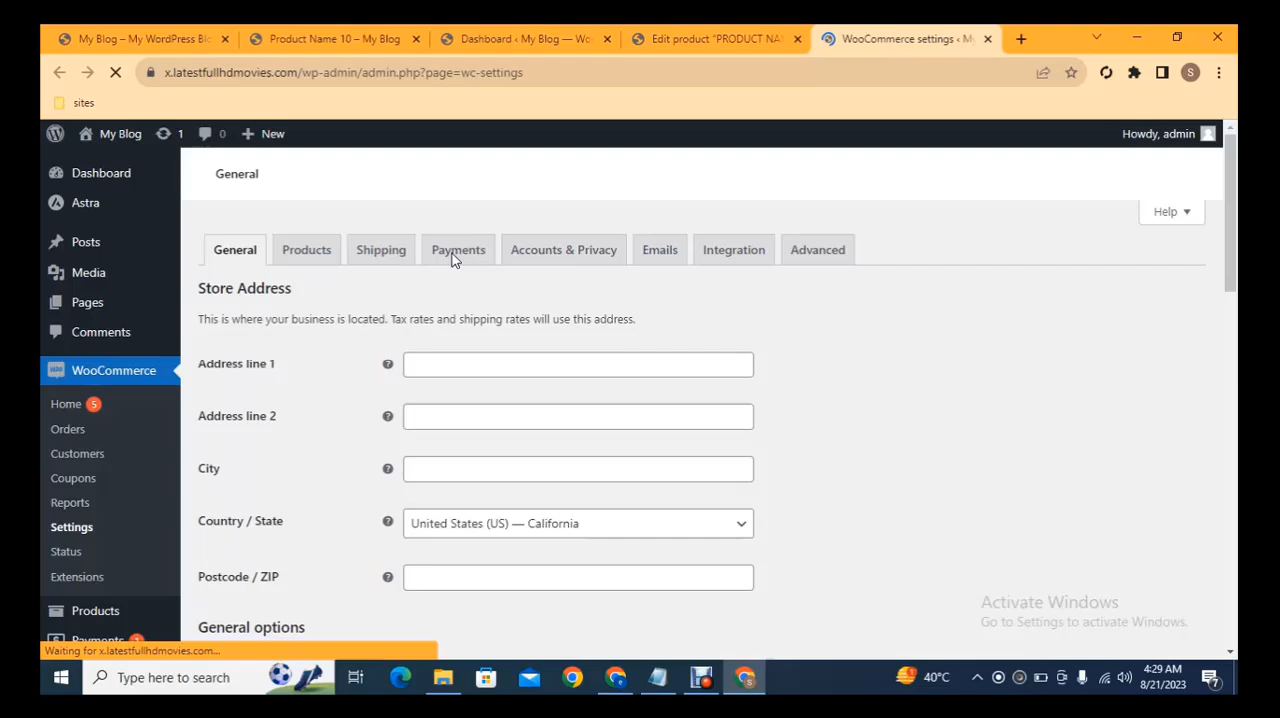 My Blog – My WordPress Blo
Product Name 10 – My Blog
Dashboard ‹ My Blog — Wo
Edit product "PRODUCT NA
WooCommerce settings ‹ M
x.latestfullhdmovies.com/wp-admin/admin.php?page=wc-settings
S
sites
My Blog
1
0
New
Howdy, admin
Dashboard
Astra
Posts
Media
Pages
Comments
WooCommerce
Home 5
Orders
Customers
Coupons
Reports
Settings
Status
Extensions
Products
Payments
General
Help
General
Products
Shipping
Payments
Accounts & Privacy
Emails
Integration
Advanced
Store Address
This is where your business is located. Tax rates and shipping rates will use this address.
Address line 1
Address line 2
City
Country / State
United States (US) — California
Postcode / ZIP
General options
Activate Windows
Go to Settings to activate Windows.
Waiting for x.latestfullhdmovies.com...
Type here to search
40°C
4:29 AM
8/21/2023
7